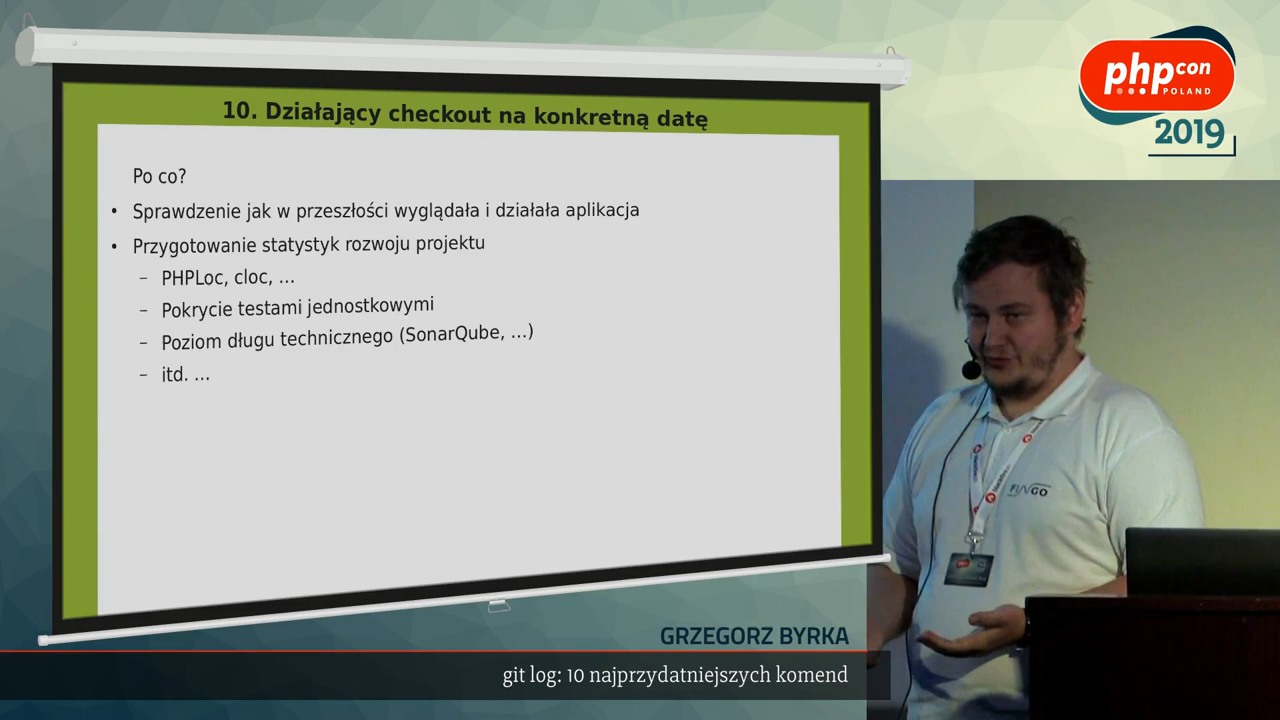 10. Działający checkout na konkretną datę
Po co?
• Sprawdzenie jak w przeszłości wyglądała i działała aplikacja
• Przygotowanie statystyk rozwoju projektu
– PHPLoc, cloc, ...
– Pokrycie testami jednostkowymi
– Poziom długu technicznego (SonarQube, ...)
– itd. ...
phpcon
POLAND
2019
FINGO
GRZEGORZ BYRKA
git log: 10 najprzydatniejszych komend